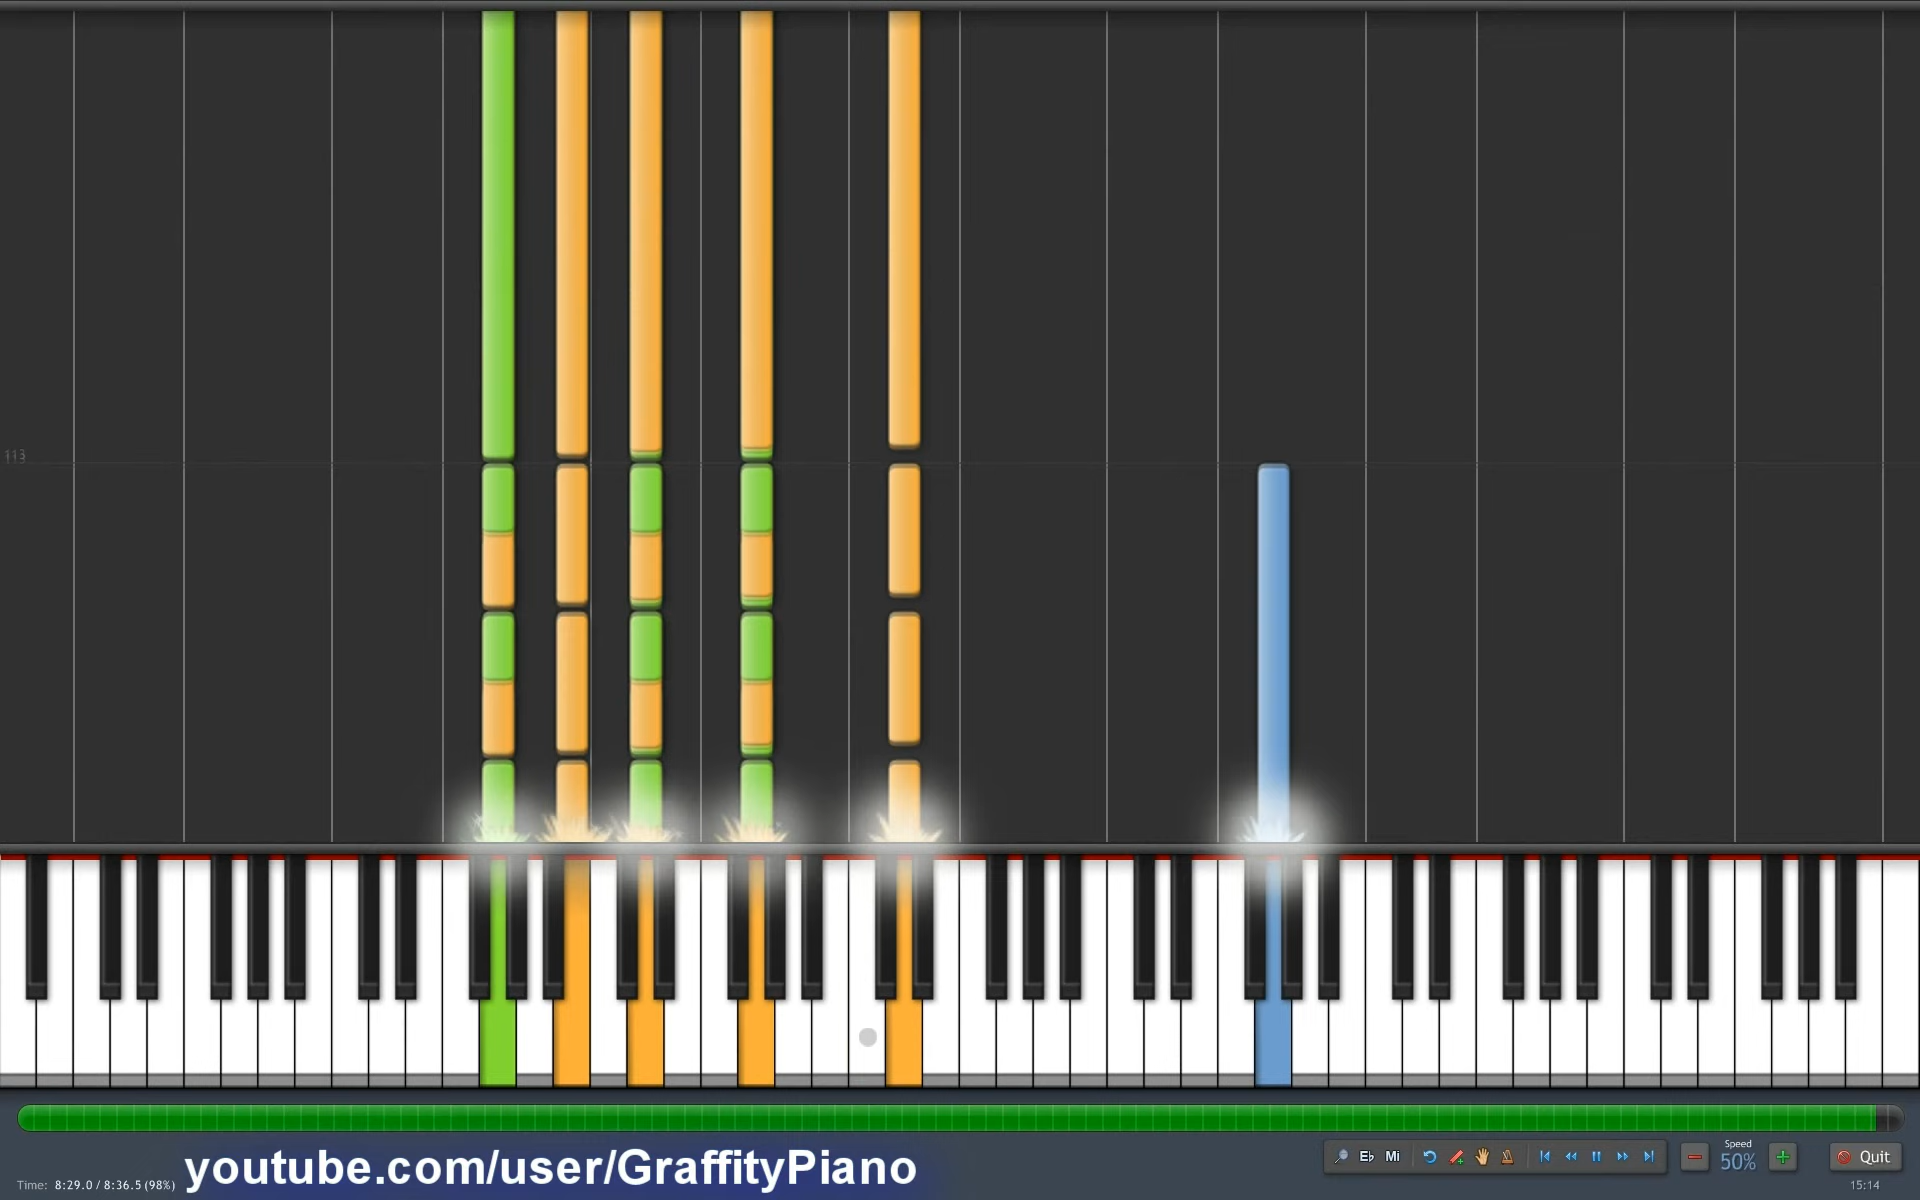 113
youtube.com/user/GraffityPiano
Time: 8:29.0 / 8:36.5 (98%)
E♭ Mi
Speed
50%
Quit
15:14